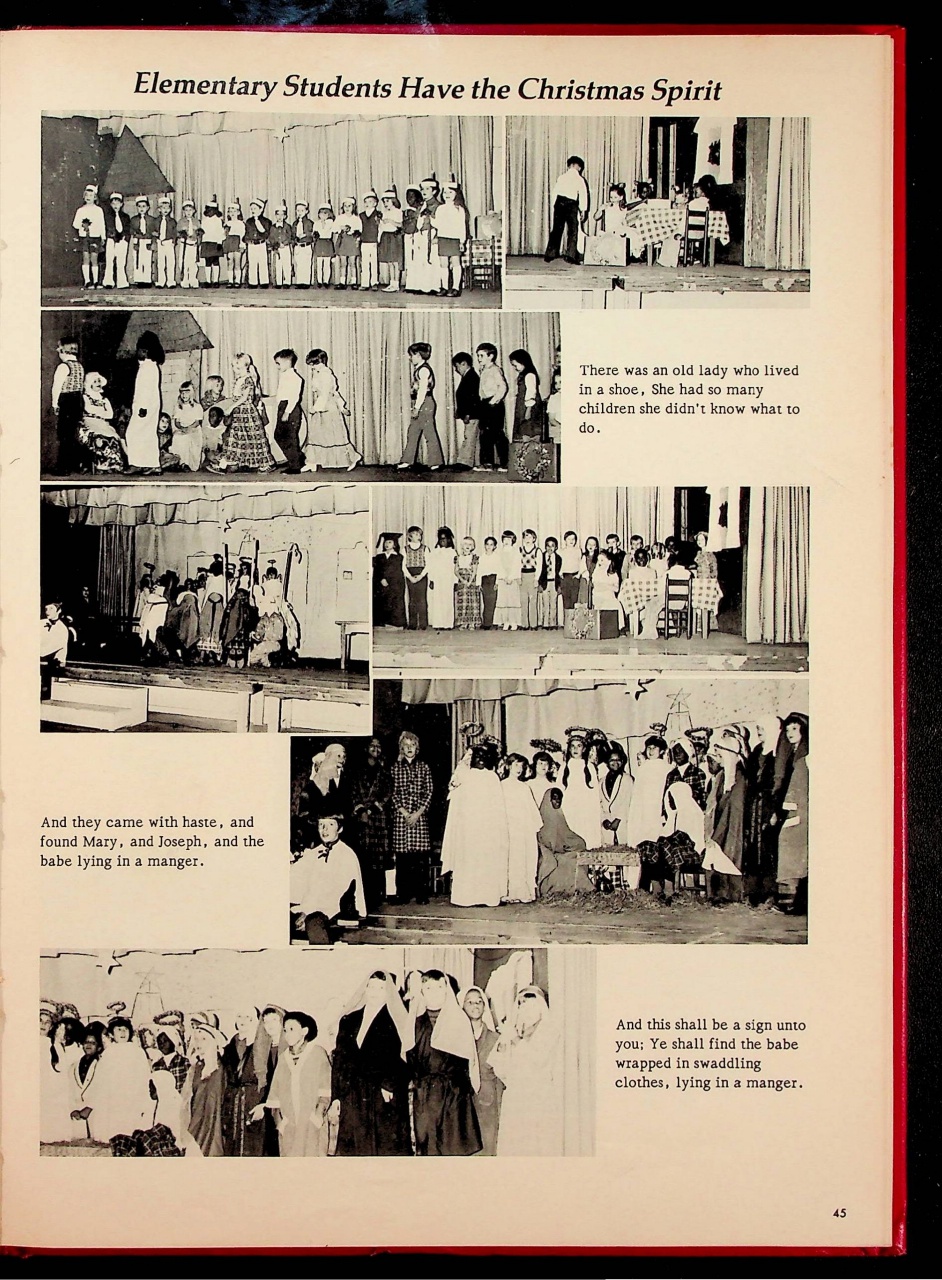 Elementary Students Have the Christmas Spirit
There was an old lady who lived
in a shoe, She had so many
children she didn't know what to
do.
And they came with haste, and
found Mary, and Joseph, and the
babe lying in a manger.
And this shall be a sign unto
you; Ye shall find the babe
wrapped in swaddling
clothes, lying in a manger.
45